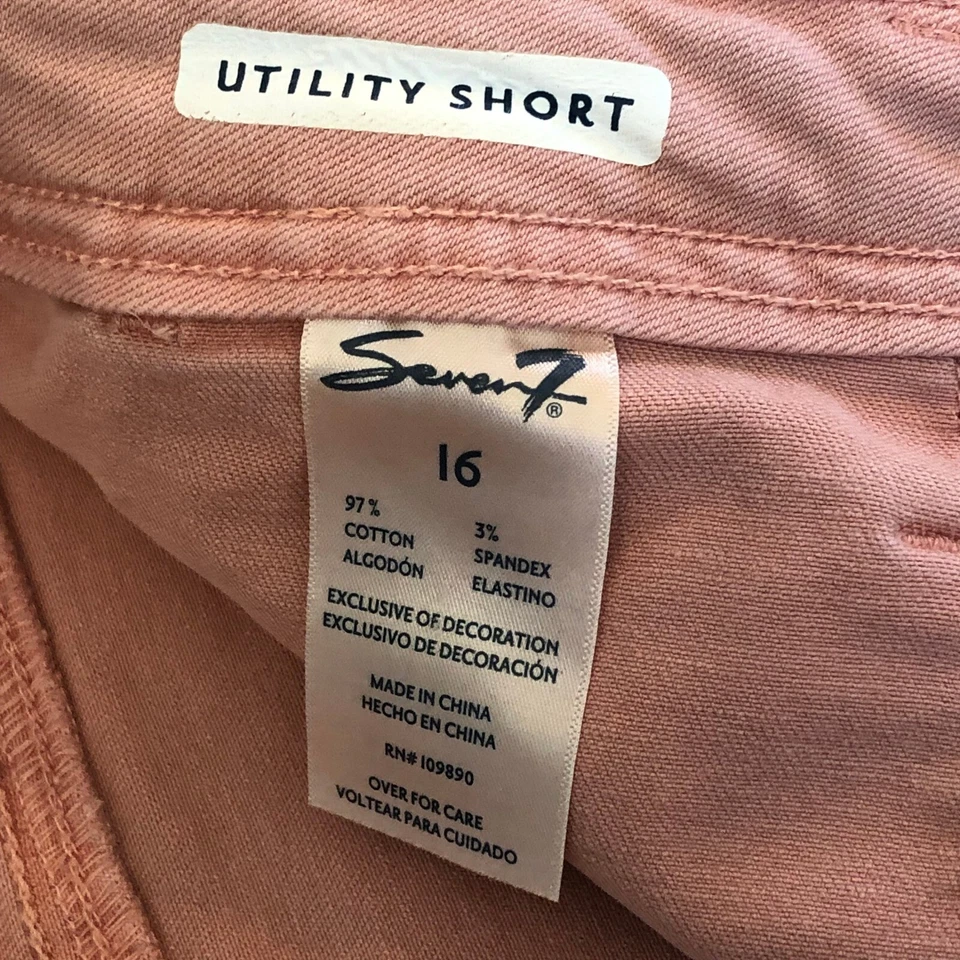 UTILITY SHORT
Seven7®
16
97%
COTTON
ALGODÓN
3%
SPANDEX
ELASTINO
EXCLUSIVE OF DECORATION
EXCLUSIVO DE DECORACIÓN
MADE IN CHINA
HECHO EN CHINA
RN# 109890
OVER FOR CARE
VOLTEAR PARA CUIDADO